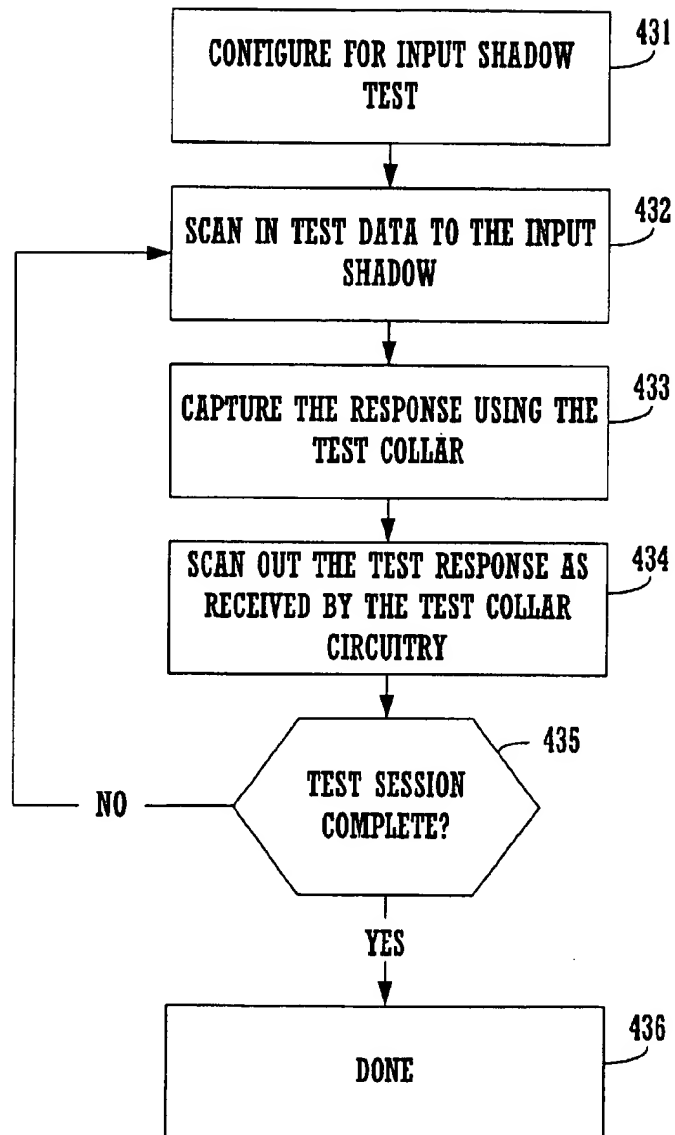 CONFIGURE FOR INPUT SHADOW
TEST
431
SCAN IN TEST DATA TO THE INPUT
SHADOW
432
CAPTURE THE RESPONSE USING THE
TEST COLLAR
433
SCAN OUT THE TEST RESPONSE AS
RECEIVED BY THE TEST COLLAR
CIRCUITRY
434
TEST SESSION
COMPLETE?
435
NO
YES
DONE
436